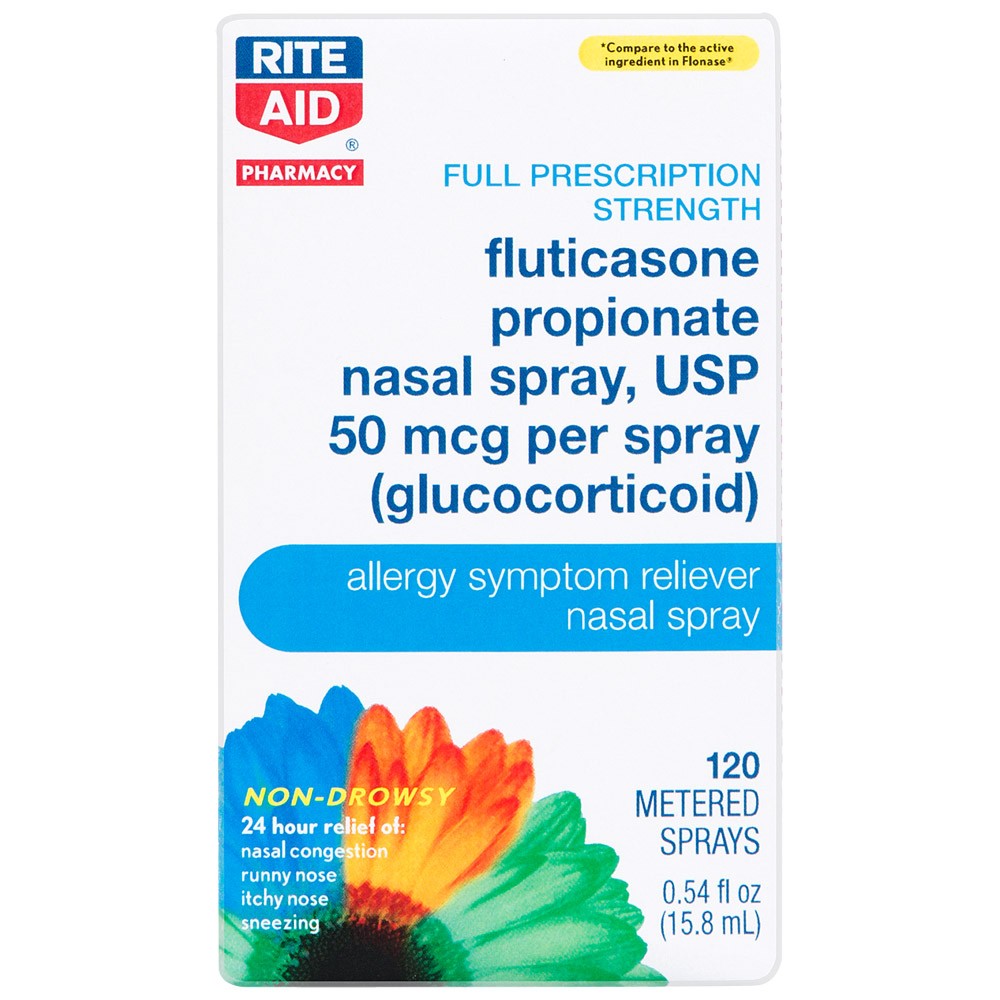 RITE
AID
®
PHARMACY
*Compare to the active
ingredient in Flonase®
FULL PRESCRIPTION
STRENGTH
fluticasone
propionate
nasal spray, USP
50 mcg per spray
(glucocorticoid)
allergy symptom reliever
nasal spray
NON-DROWSY
24 hour relief of:
nasal congestion
runny nose
itchy nose
sneezing
120
METERED
SPRAYS
0.54 fl oz
(15.8 mL)